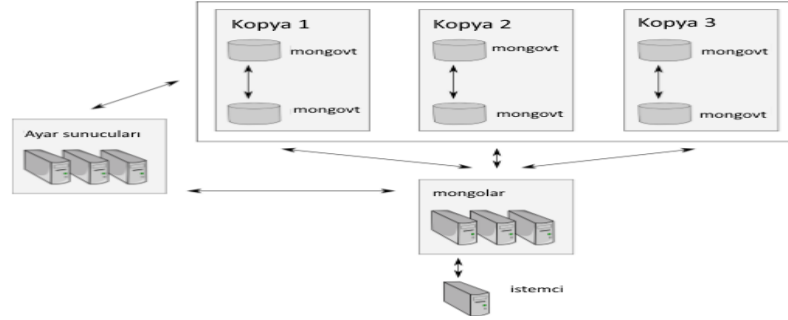 Kopya 1
Kopya 2
Kopya 3
mongovt
mongovt
mongovt
mongovt
mongovt
mongovt
Ayar sunucuları
mongolar
istemci